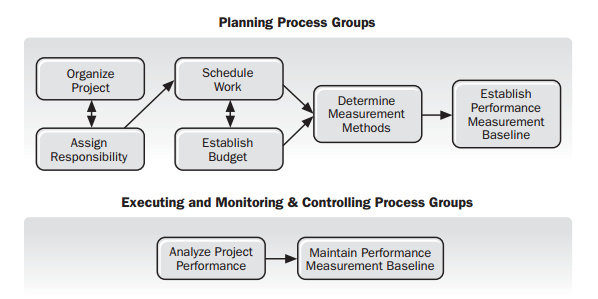 Planning Process Groups
Organize
Project
Schedule
Work
Determine
Measurement
Methods
Establish
Performance
Measurement
Baseline
Assign
Responsibility
Establish
Budget
Executing and Monitoring & Controlling Process Groups
Analyze Project
Performance
Maintain Performance
Measurement Baseline